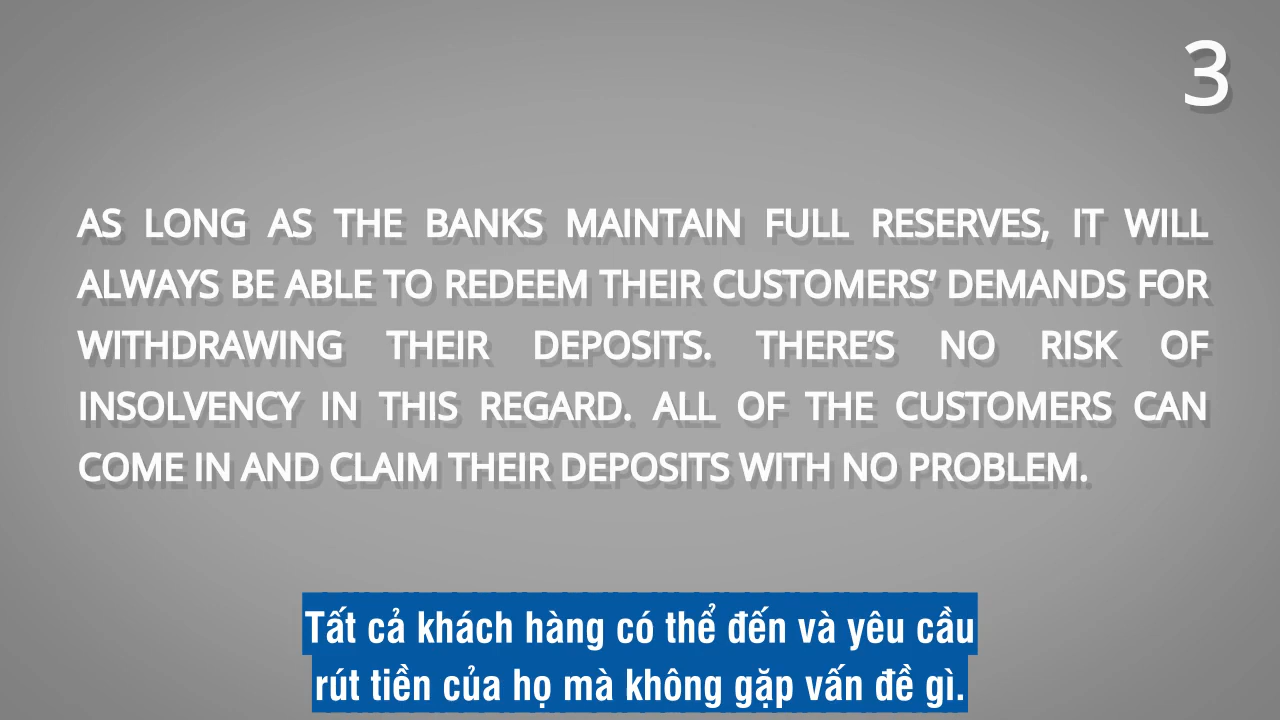 3
AS LONG AS THE BANKS MAINTAIN FULL RESERVES, IT WILL
ALWAYS BE ABLE TO REDEEM THEIR CUSTOMERS’ DEMANDS FOR
WITHDRAWING THEIR DEPOSITS. THERE’S NO RISK OF
INSOLVENCY IN THIS REGARD. ALL OF THE CUSTOMERS CAN
COME IN AND CLAIM THEIR DEPOSITS WITH NO PROBLEM.
Tất cả khách hàng có thể đến và yêu cầu
rút tiền của họ mà không gặp vấn đề gì.